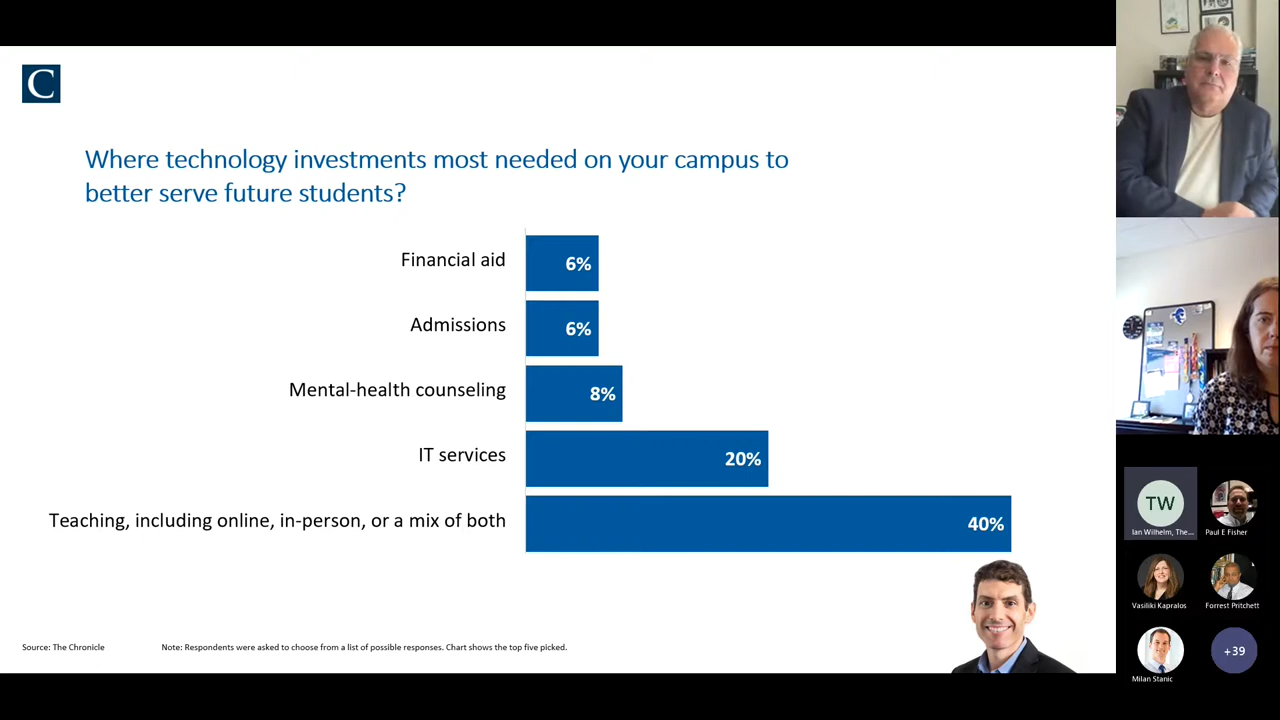 C
Where technology investments most needed on your campus to
better serve future students?
Financial aid
6%
Admissions
6%
Mental-health counseling
8%
IT services
20%
Teaching, including online, in-person, or a mix of both
40%
Source: The Chronicle
Note: Respondents were asked to choose from a list of possible responses. Chart shows the top five picked.
TW
Ian Wilhelm, The...
Paul E Fisher
Vasiliki Kapralos
Forrest Pritchett
Milan Stanic
+39